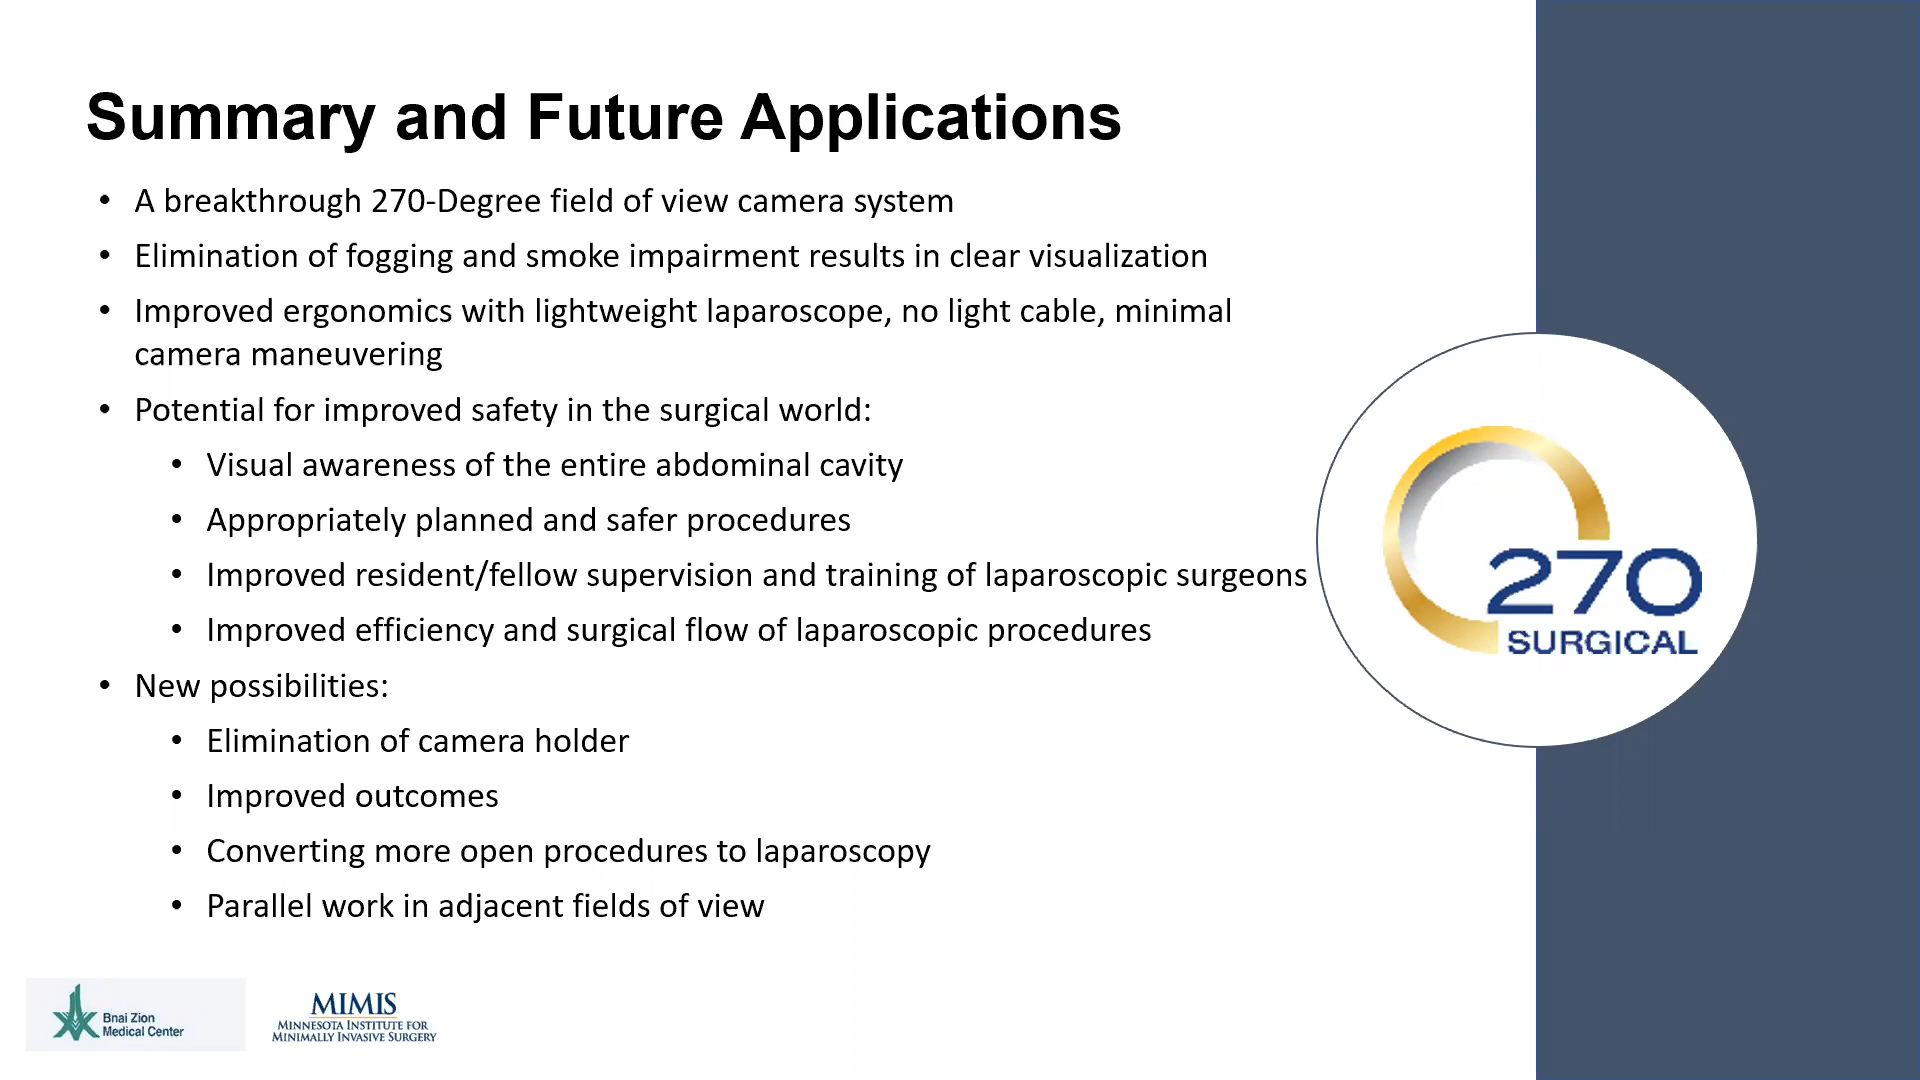 Summary and Future Applications
• A breakthrough 270-Degree field of view camera system
• Elimination of fogging and smoke impairment results in clear visualization
• Improved ergonomics with lightweight laparoscope, no light cable, minimal
camera maneuvering
• Potential for improved safety in the surgical world:
• Visual awareness of the entire abdominal cavity
• Appropriately planned and safer procedures
• Improved resident/fellow supervision and training of laparoscopic surgeons
• Improved efficiency and surgical flow of laparoscopic procedures
• New possibilities:
• Elimination of camera holder
• Improved outcomes
• Converting more open procedures to laparoscopy
• Parallel work in adjacent fields of view
270
SURGICAL
Bnai Zion
Medical Center
MIMIS
MINNESOTA INSTITUTE FOR
MINIMALLY INVASIVE SURGERY